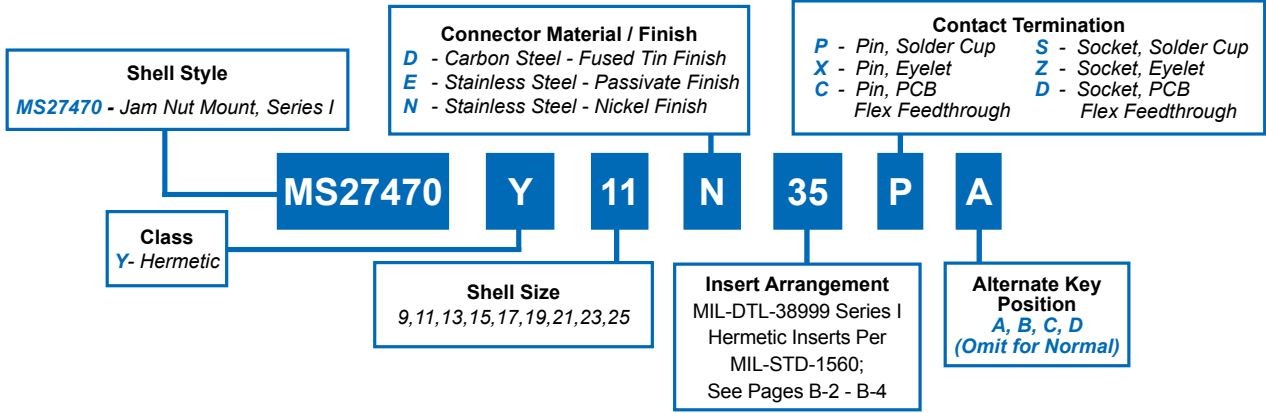 Shell Style
MS27470 - Jam Nut Mount, Series I
Connector Material / Finish
D - Carbon Steel - Fused Tin Finish
E - Stainless Steel - Passivate Finish
N - Stainless Steel - Nickel Finish
Contact Termination
P - Pin, Solder Cup
X - Pin, Eyelet
C - Pin, PCB
Flex Feedthrough
S - Socket, Solder Cup
Z - Socket, Eyelet
D - Socket, PCB
Flex Feedthrough
MS27470 Y 11 N 35 P A
Class
Y- Hermetic
Shell Size
9,11,13,15,17,19,21,23,25
Insert Arrangement
MIL-DTL-38999 Series I
Hermetic Inserts Per
MIL-STD-1560;
See Pages B-2 - B-4
Alternate Key
Position
A, B, C, D
(Omit for Normal)